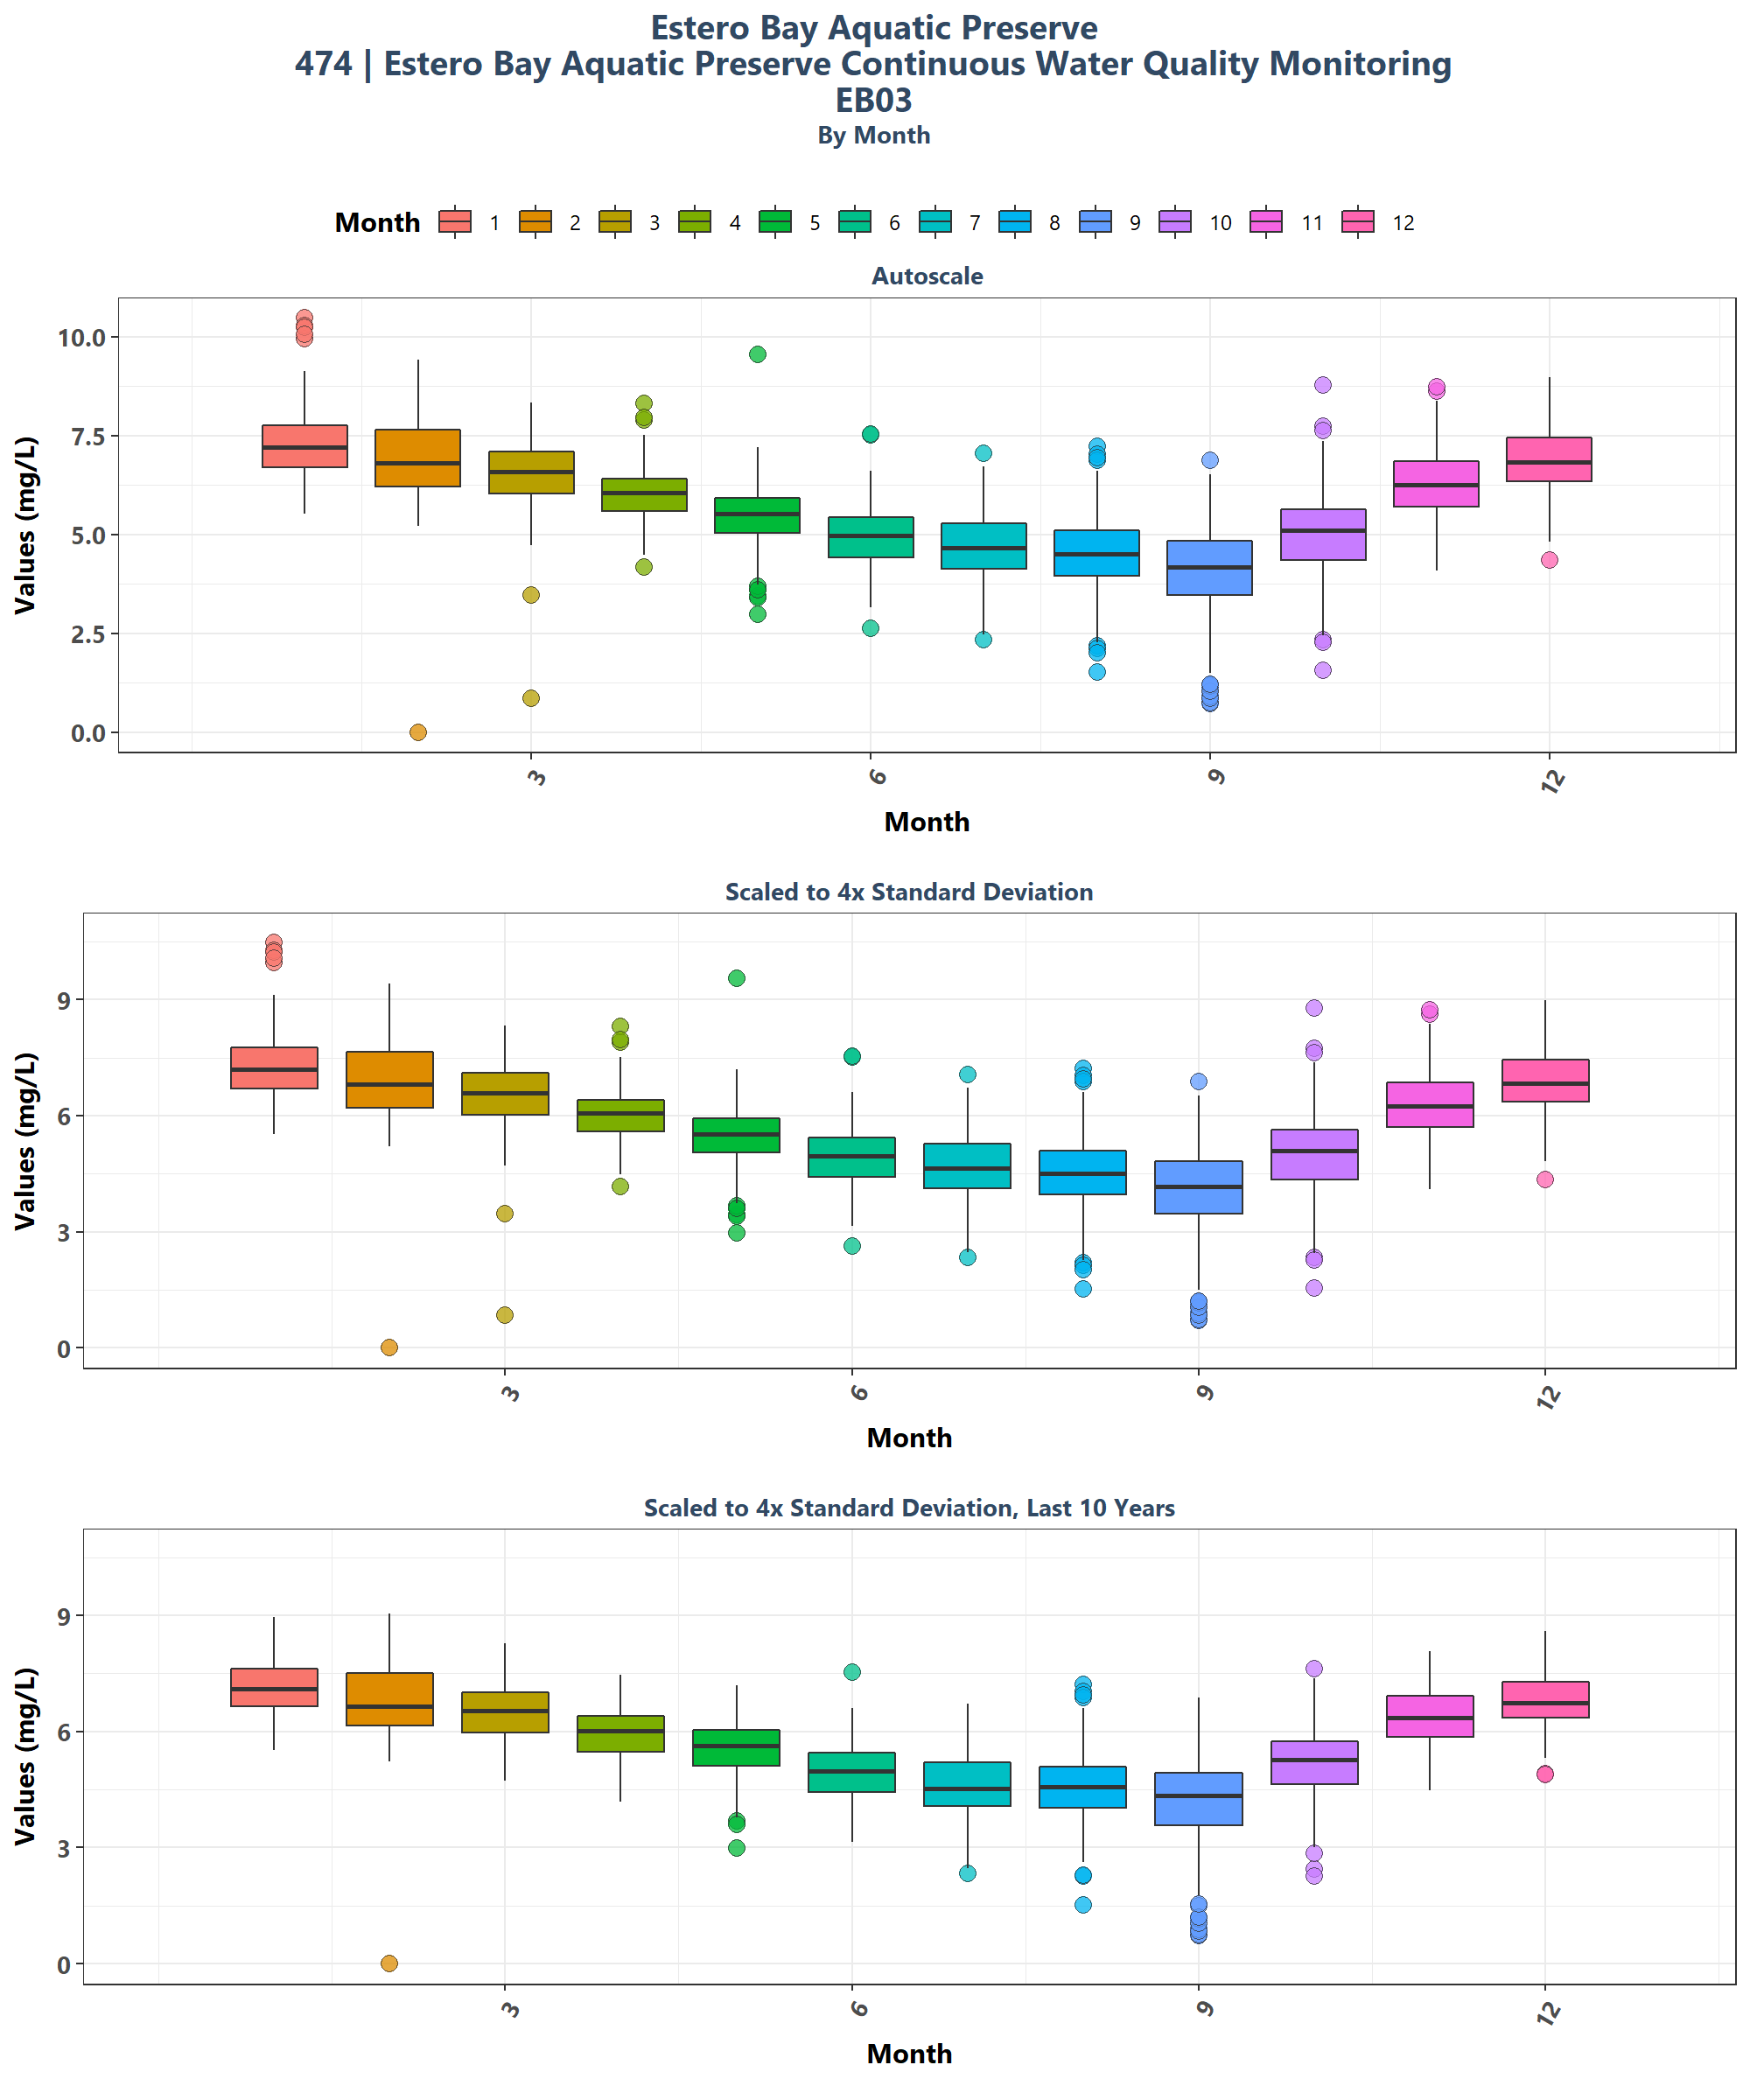 Estero Bay Aquatic Preserve
474 | Estero Bay Aquatic Preserve Continuous Water Quality Monitoring
EB03
By Month
Month 1 2 3 4 5 6 7 8 9 10 11 12
Autoscale
Values (mg/L)
10.0
7.5
5.0
2.5
0.0
3 6 9 12
Month
Scaled to 4x Standard Deviation
Values (mg/L)
9
6
3
0
3 6 9 12
Month
Scaled to 4x Standard Deviation, Last 10 Years
Values (mg/L)
9
6
3
0
3 6 9 12
Month